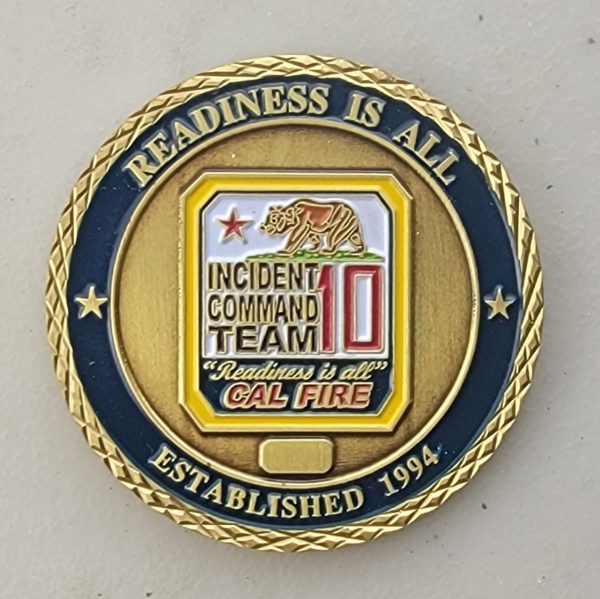 READINESS IS ALL
INCIDENT
COMMAND
TEAM 10
"Readiness is all"
CAL FIRE
ESTABLISHED 1994